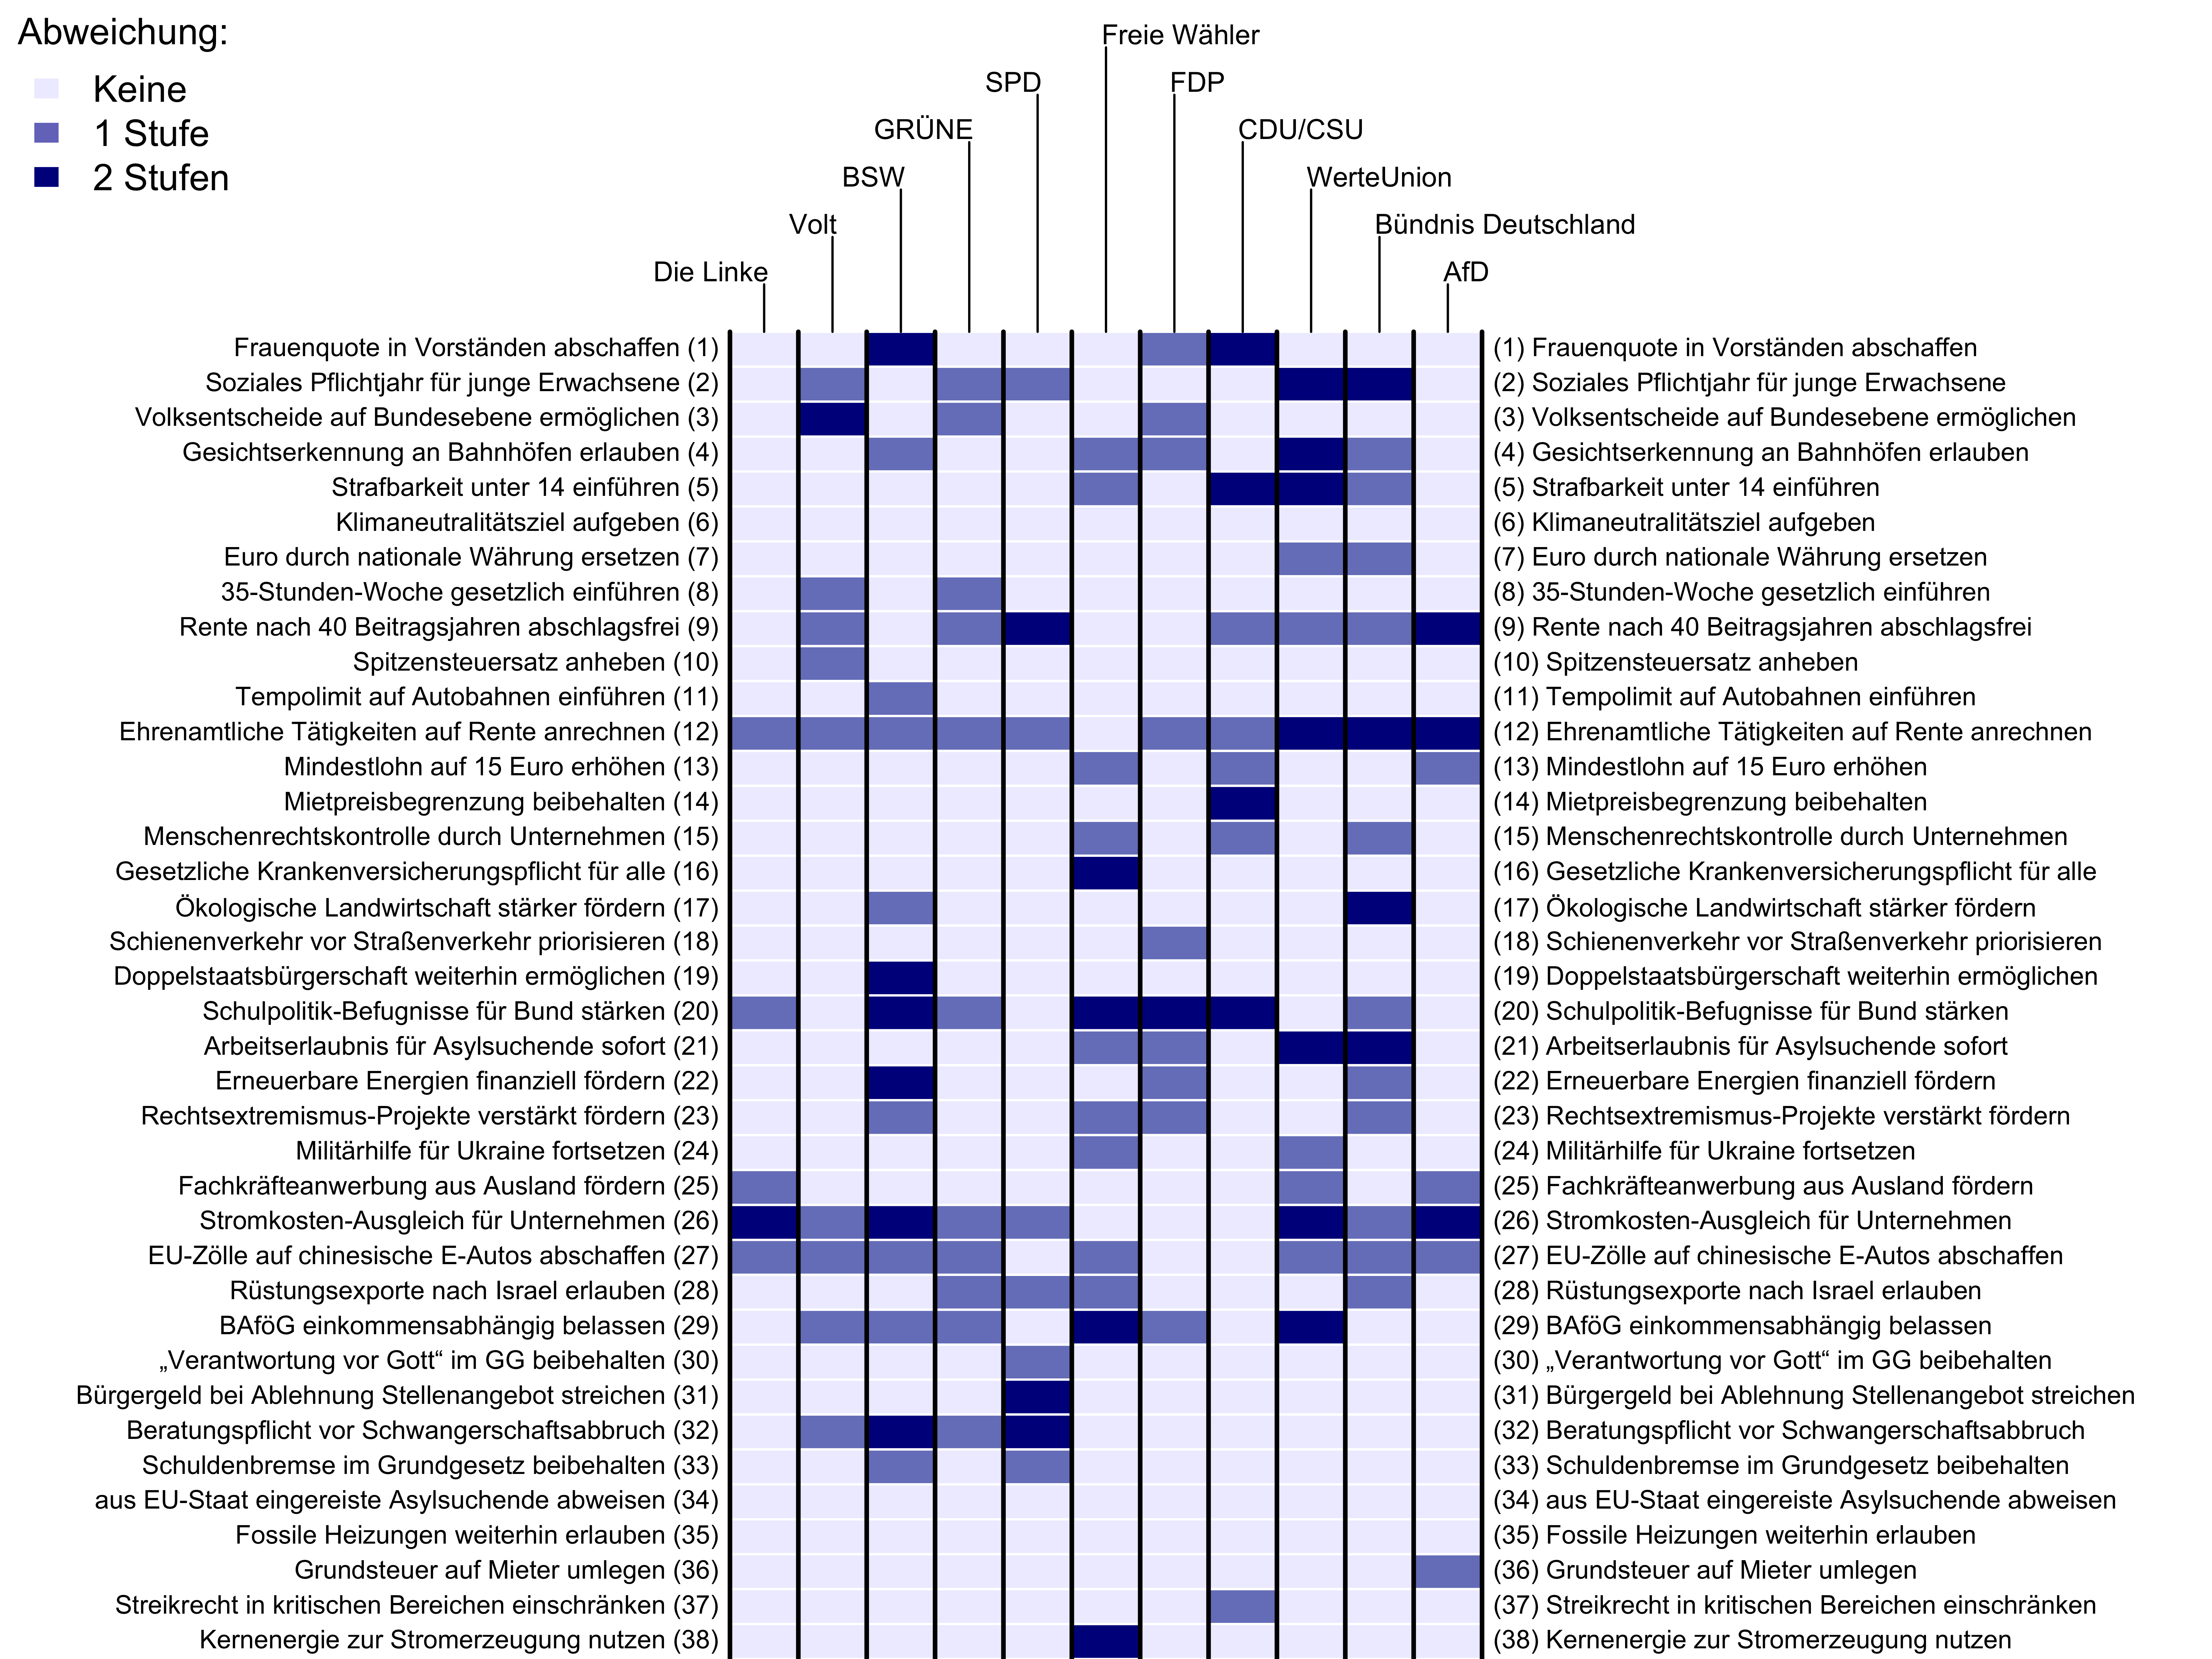 Abweichung:
Keine
1 Stufe
2 Stufen
Freie Wähler
SPD
FDP
GRÜNE
CDU/CSU
BSW
WerteUnion
Volt
Bündnis Deutschland
Die Linke
AfD
Frauenquote in Vorständen abschaffen (1) (1) Frauenquote in Vorständen abschaffen
Soziales Pflichtjahr für junge Erwachsene (2) (2) Soziales Pflichtjahr für junge Erwachsene
Volksentscheide auf Bundesebene ermöglichen (3) (3) Volksentscheide auf Bundesebene ermöglichen
Gesichtserkennung an Bahnhöfen erlauben (4) (4) Gesichtserkennung an Bahnhöfen erlauben
Strafbarkeit unter 14 einführen (5) (5) Strafbarkeit unter 14 einführen
Klimaneutralitätsziel aufgeben (6) (6) Klimaneutralitätsziel aufgeben
Euro durch nationale Währung ersetzen (7) (7) Euro durch nationale Währung ersetzen
35-Stunden-Woche gesetzlich einführen (8) (8) 35-Stunden-Woche gesetzlich einführen
Rente nach 40 Beitragsjahren abschlagsfrei (9) (9) Rente nach 40 Beitragsjahren abschlagsfrei
Spitzensteuersatz anheben (10) (10) Spitzensteuersatz anheben
Tempolimit auf Autobahnen einführen (11) (11) Tempolimit auf Autobahnen einführen
Ehrenamtliche Tätigkeiten auf Rente anrechnen (12) (12) Ehrenamtliche Tätigkeiten auf Rente anrechnen
Mindestlohn auf 15 Euro erhöhen (13) (13) Mindestlohn auf 15 Euro erhöhen
Mietpreisbegrenzung beibehalten (14) (14) Mietpreisbegrenzung beibehalten
Menschenrechtskontrolle durch Unternehmen (15) (15) Menschenrechtskontrolle durch Unternehmen
Gesetzliche Krankenversicherungspflicht für alle (16) (16) Gesetzliche Krankenversicherungspflicht für alle
Ökologische Landwirtschaft stärker fördern (17) (17) Ökologische Landwirtschaft stärker fördern
Schienenverkehr vor Straßenverkehr priorisieren (18) (18) Schienenverkehr vor Straßenverkehr priorisieren
Doppelstaatsbürgerschaft weiterhin ermöglichen (19) (19) Doppelstaatsbürgerschaft weiterhin ermöglichen
Schulpolitik-Befugnisse für Bund stärken (20) (20) Schulpolitik-Befugnisse für Bund stärken
Arbeitserlaubnis für Asylsuchende sofort (21) (21) Arbeitserlaubnis für Asylsuchende sofort
Erneuerbare Energien finanziell fördern (22) (22) Erneuerbare Energien finanziell fördern
Rechtsextremismus-Projekte verstärkt fördern (23) (23) Rechtsextremismus-Projekte verstärkt fördern
Militärhilfe für Ukraine fortsetzen (24) (24) Militärhilfe für Ukraine fortsetzen
Fachkräfteanwerbung aus Ausland fördern (25) (25) Fachkräfteanwerbung aus Ausland fördern
Stromkosten-Ausgleich für Unternehmen (26) (26) Stromkosten-Ausgleich für Unternehmen
EU-Zölle auf chinesische E-Autos abschaffen (27) (27) EU-Zölle auf chinesische E-Autos abschaffen
Rüstungsexporte nach Israel erlauben (28) (28) Rüstungsexporte nach Israel erlauben
BAföG einkommensabhängig belassen (29) (29) BAföG einkommensabhängig belassen
„Verantwortung vor Gott“ im GG beibehalten (30) (30) „Verantwortung vor Gott“ im GG beibehalten
Bürgergeld bei Ablehnung Stellenangebot streichen (31) (31) Bürgergeld bei Ablehnung Stellenangebot streichen
Beratungspflicht vor Schwangerschaftsabbruch (32) (32) Beratungspflicht vor Schwangerschaftsabbruch
Schuldenbremse im Grundgesetz beibehalten (33) (33) Schuldenbremse im Grundgesetz beibehalten
aus EU-Staat eingereiste Asylsuchende abweisen (34) (34) aus EU-Staat eingereiste Asylsuchende abweisen
Fossile Heizungen weiterhin erlauben (35) (35) Fossile Heizungen weiterhin erlauben
Grundsteuer auf Mieter umlegen (36) (36) Grundsteuer auf Mieter umlegen
Streikrecht in kritischen Bereichen einschränken (37) (37) Streikrecht in kritischen Bereichen einschränken
Kernenergie zur Stromerzeugung nutzen (38) (38) Kernenergie zur Stromerzeugung nutzen